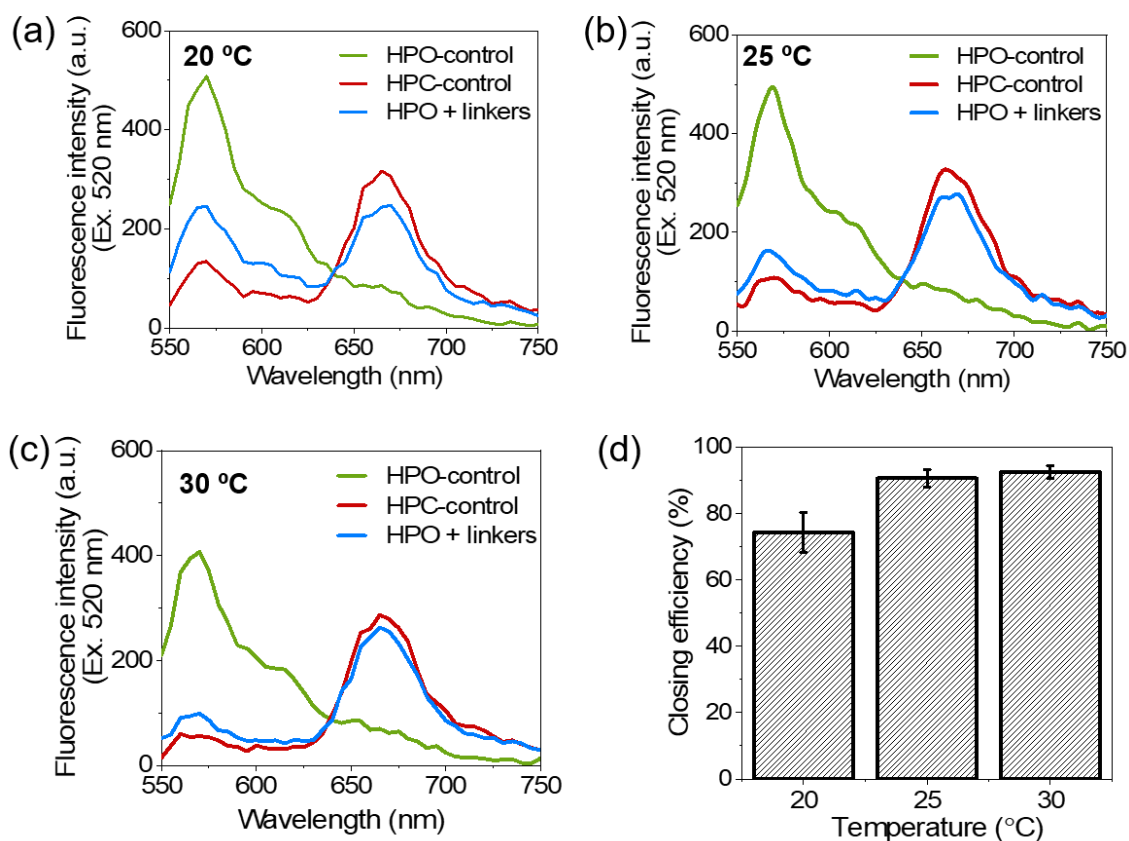 (a)
20 ºC
HPO-control
HPC-control
HPO + linkers
Fluorescence intensity (a.u.)
(Ex. 520 nm)
600
400
200
0
550 600 650 700 750
Wavelength (nm)
(b)
25 ºC
HPO-control
HPC-control
HPO + linkers
Fluorescence intensity (a.u.)
(Ex. 520 nm)
600
400
200
0
550 600 650 700 750
Wavelength (nm)
(c)
30 ºC
HPO-control
HPC-control
HPO + linkers
Fluorescence intensity (a.u.)
(Ex. 520 nm)
600
400
200
0
550 600 650 700 750
Wavelength (nm)
(d)
Closing efficiency (%)
100
80
60
40
20
0
20 25 30
Temperature (°C)